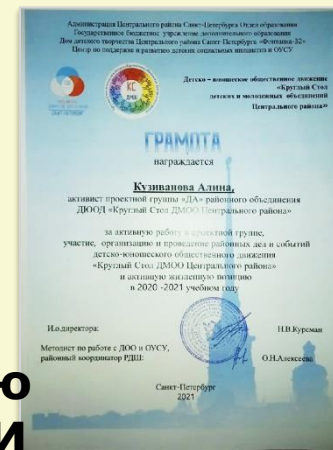 Администрация Центрального района Санкт-Петербурга Отдел образования
Государственное бюджетное учреждение дополнительного образования
Дом детского творчества Центрального района Санкт-Петербурга «Фонтанка-32»
Центр по поддержке и развитию детских социальных инициатив и ОУСУ
КС
ДМОО
Детско – юношеское общественное движение
«Круглый Стол
детских и молодежных объединений
Центрального района»
ГРАМОТА
награждается
Кузиванова Алина,
активист проектной группы «ДА» районного объединения
ДЮОД «Круглый Стол ДМОО Центрального района»
за активную работу в проектной группе,
участие, организацию и проведение районных дел и событий
детско-юношеского общественного движения
«Круглый Стол ДМОО Центрального района»
и активную жизненную позицию
в 2020 -2021 учебном году
И.о.директора:
Н.В.Курсман
Методист по работе с ДОО и ОУСУ,
районный координатор РДШ:
О.Н.Алексеева
Санкт-Петербург
2021
ю
И